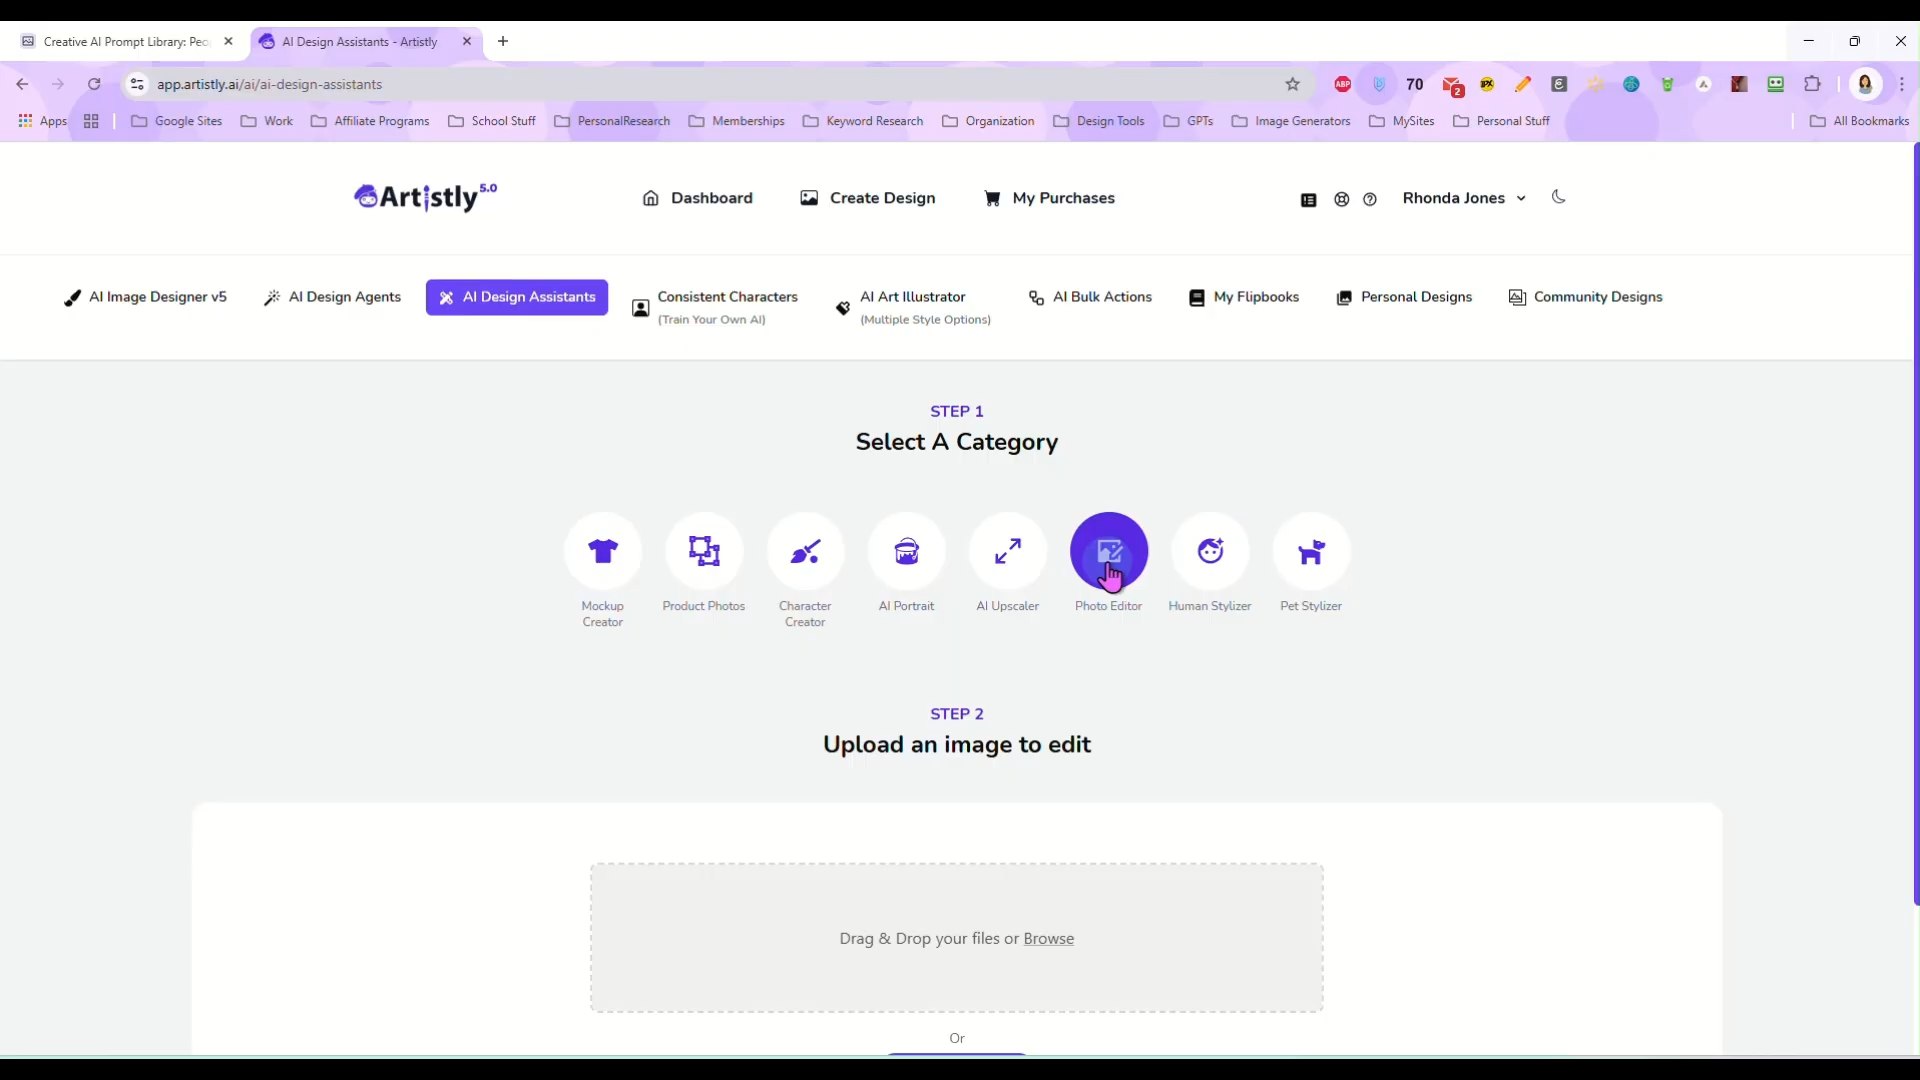 Creative AI Prompt Library: Peo
AI Design Assistants - Artistly
app.artistly.ai/ai/ai-design-assistants
ABP
70
2
Apps
Google Sites
Work
Affiliate Programs
School Stuff
PersonalResearch
Memberships
Keyword Research
Organization
Design Tools
GPTs
Image Generators
MySites
Personal Stuff
All Bookmarks
Artistly 5.0
Dashboard
Create Design
My Purchases
Rhonda Jones
AI Image Designer v5
AI Design Agents
AI Design Assistants
Consistent Characters
(Train Your Own AI)
AI Art Illustrator
(Multiple Style Options)
AI Bulk Actions
My Flipbooks
Personal Designs
Community Designs
STEP 1
Select A Category
Mockup
Creator
Product Photos
Character
Creator
AI Portrait
AI Upscaler
Photo Editor
Human Stylizer
Pet Stylizer
STEP 2
Upload an image to edit
Drag & Drop your files or Browse
Or